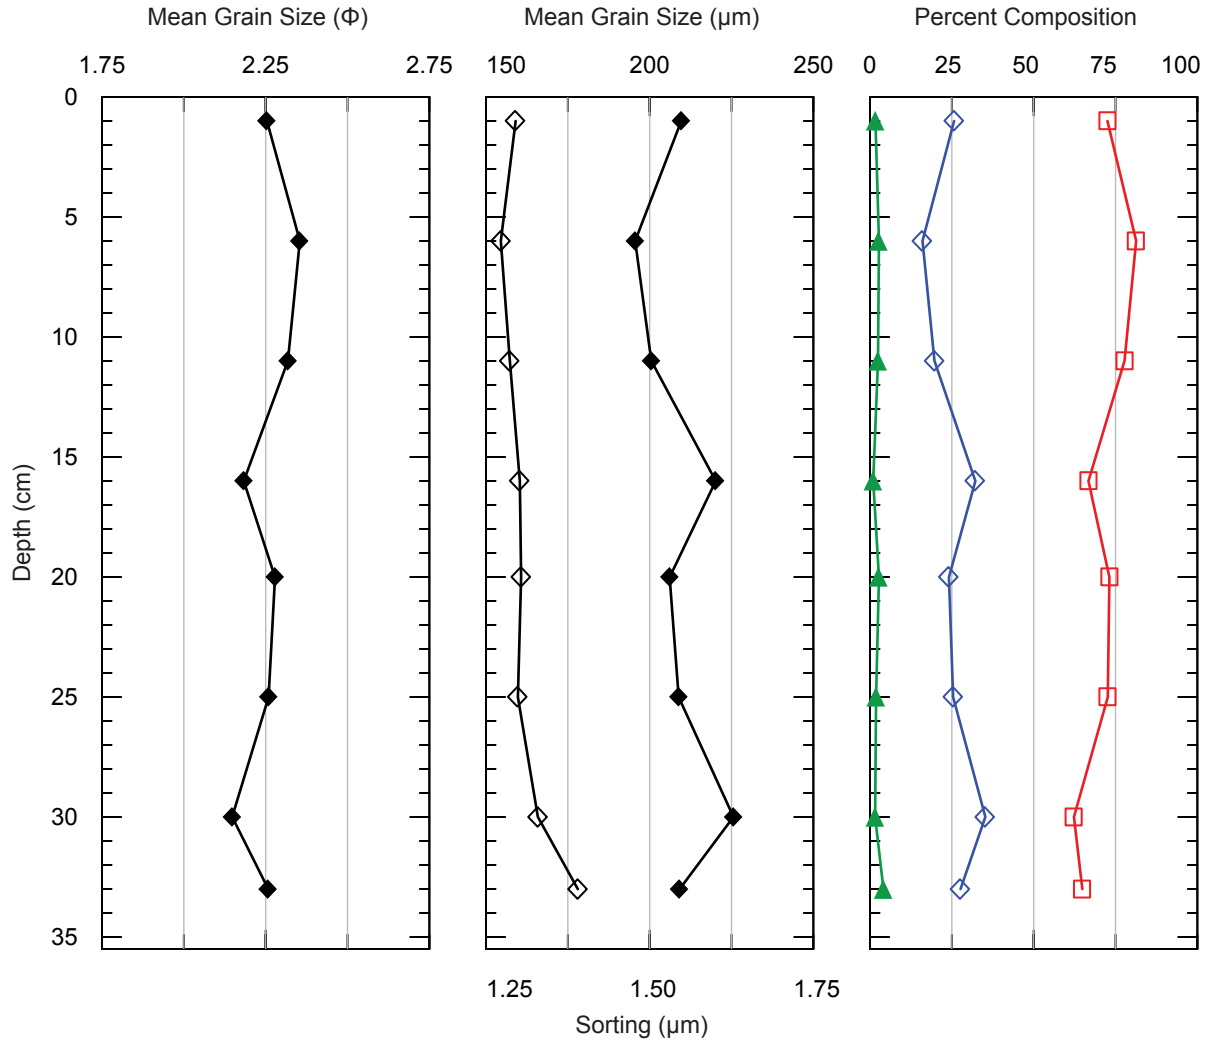 Mean Grain Size (Φ) Mean Grain Size (μm) Percent Composition
1.75 2.25 2.75 150 200 250 0 25 50 75 100
0
5
10
15
20
25
30
35
Depth (cm)
1.25 1.50 1.75
Sorting (μm)